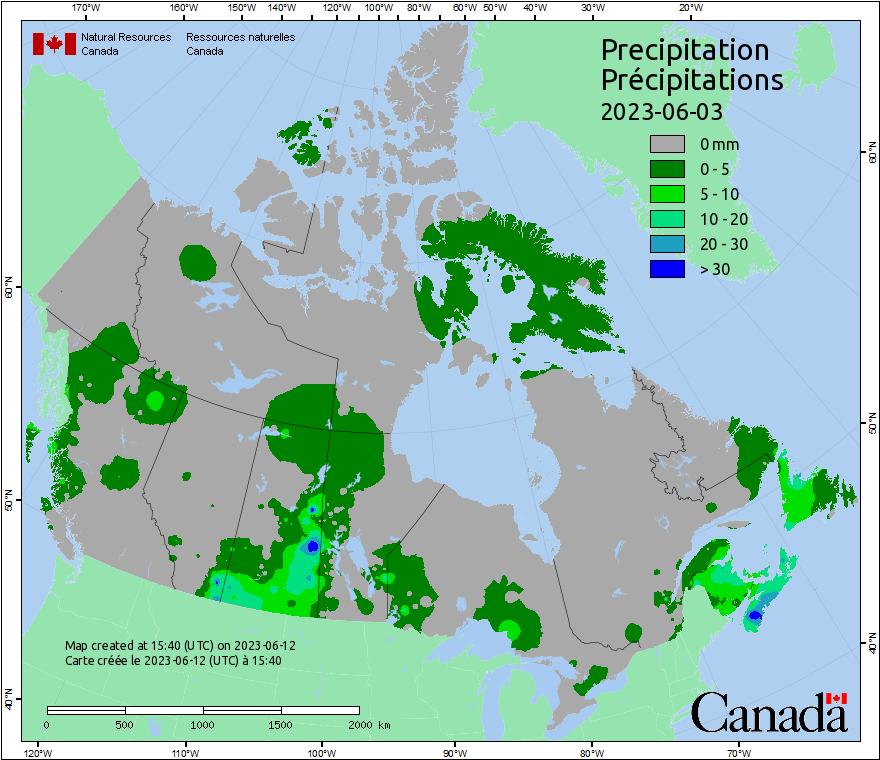 170°W 160°W 150°W 140°W 120°W 100°W 80°W 60°W 50°W 40°W 30°W 20°W
Natural Resources Canada
Ressources naturelles Canada
Precipitation
Précipitations
2023-06-03
0 mm
0 - 5
5 - 10
10 - 20
20 - 30
> 30
60°N
60°N
50°N
50°N
40°N
40°N
Map created at 15:40 (UTC) on 2023-06-12
Carte créée le 2023-06-12 (UTC) à 15:40
0 500 1000 1500 2000 km
Canada
120°W 110°W 100°W 90°W 80°W 70°W